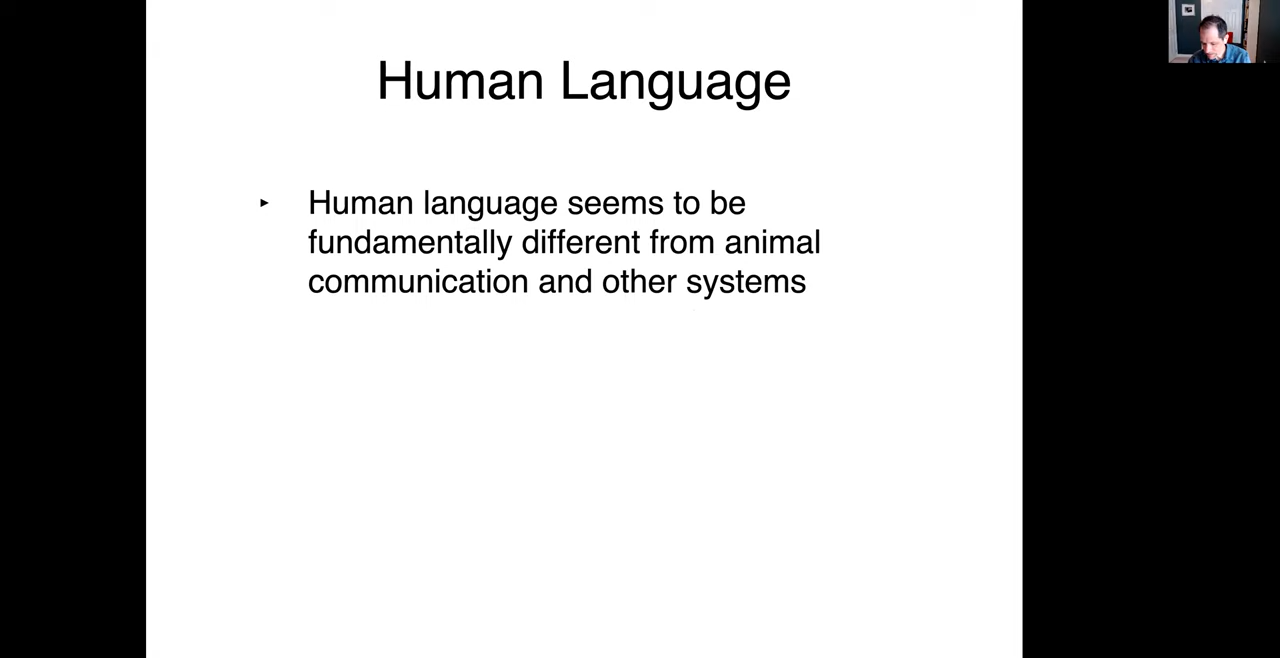 Human Language
‣ Human language seems to be
fundamentally different from animal
communication and other systems